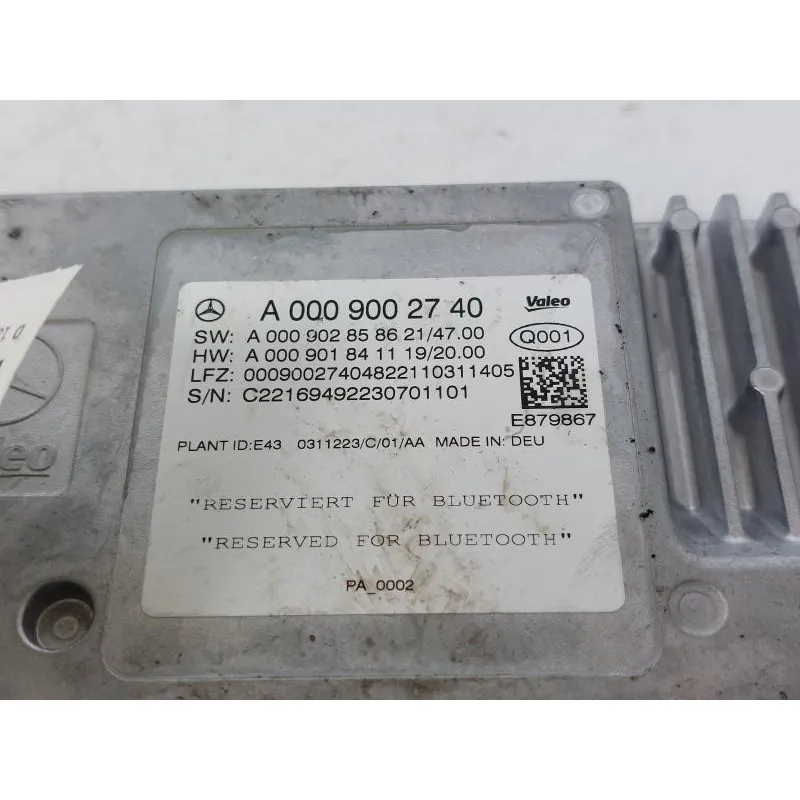 A 000 900 27 40
Valeo
SW: A 000 902 85 86 21/47.00
Q001
HW: A 000 901 84 11 19/20.00
LFZ: 00090027404822110311405
S/N: C22169492230701101
E879867
PLANT ID:E43 0311223/C/01/AA MADE IN: DEU
"RESERVIERT FÜR BLUETOOTH"
"RESERVED FOR BLUETOOTH"
PA_0002